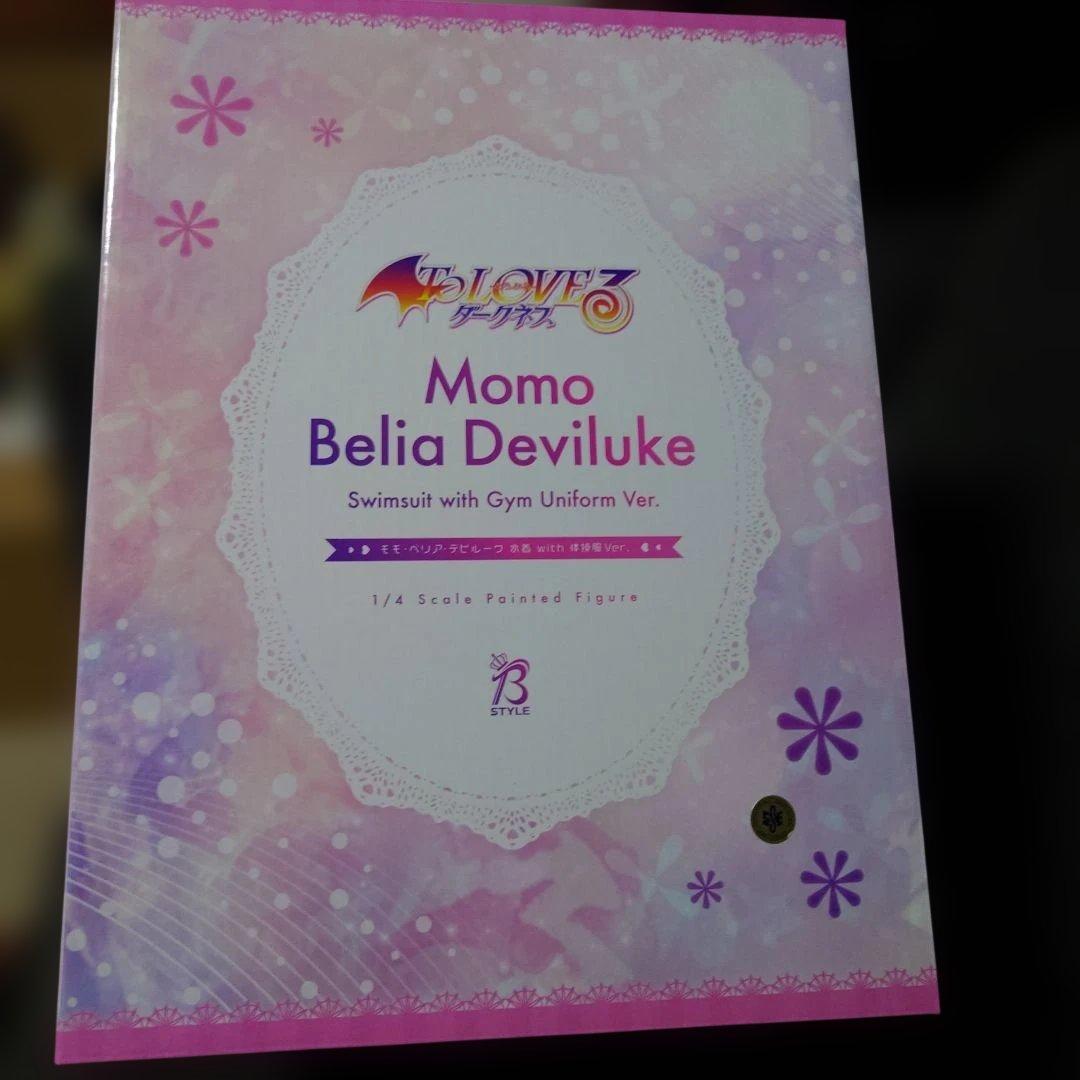 To LOVEる
ダークネス
Momo
Belia Deviluke
Swimsuit with Gym Uniform Ver.
モモ・ベリア・デビルーク 水着 with 体操服Ver.
1/4 Scale Painted Figure
B
STYLE